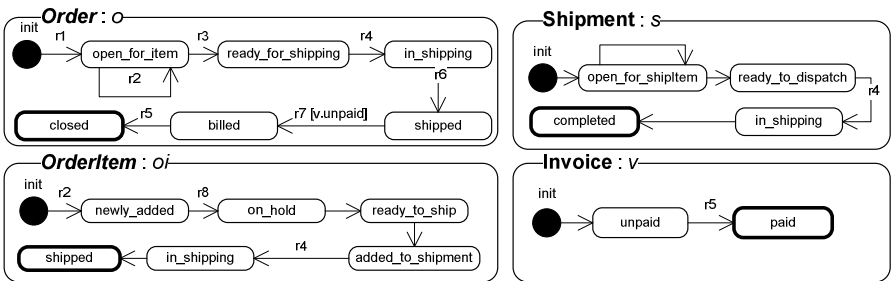 Order : o
init
r1
open_for_item
r2
r3
ready_for_shipping
r4
in_shipping
r6
closed
r5
billed
r7 [v.unpaid]
shipped
Shipment : s
init
open_for_shipItem
ready_to_dispatch
r4
completed
in_shipping
OrderItem : oi
init
r2
newly_added
r8
on_hold
ready_to_ship
shipped
in_shipping
r4
added_to_shipment
Invoice : v
init
unpaid
r5
paid